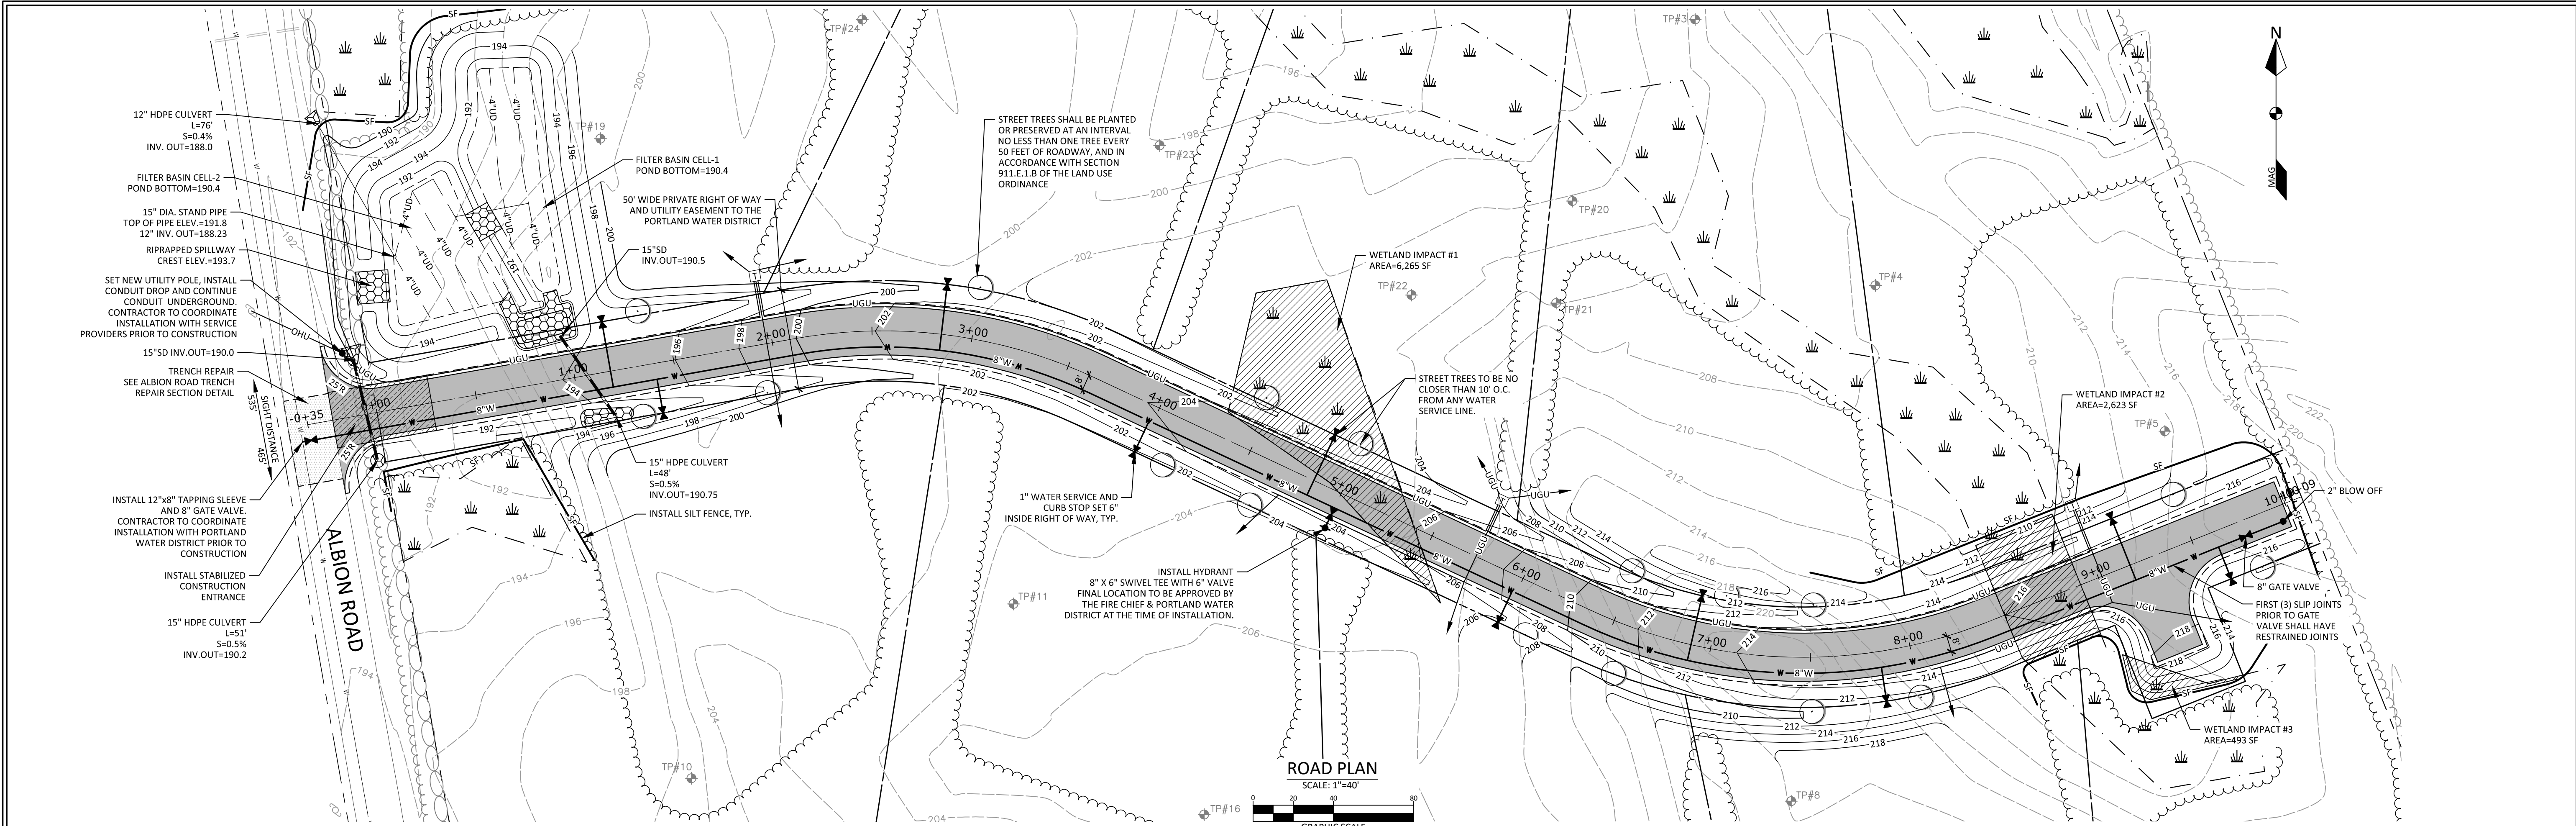 12" HDPE CULVERT
L=76'
S=0.4%
INV. OUT=188.0
FILTER BASIN CELL-2
POND BOTTOM=190.4
15" DIA. STAND PIPE
TOP OF PIPE ELEV.=191.8
12" INV. OUT=188.23
RIPRAPPED SPILLWAY
CREST ELEV.=193.7
SET NEW UTILITY POLE, INSTALL
CONDUIT DROP AND CONTINUE
CONDUIT UNDERGROUND.
CONTRACTOR TO COORDINATE
INSTALLATION WITH SERVICE
PROVIDERS PRIOR TO CONSTRUCTION
15"SD INV.OUT=190.0
TRENCH REPAIR
SEE ALBION ROAD TRENCH
REPAIR SECTION DETAIL
SIGHT DISTANCE
535'
465'
INSTALL 12"x8" TAPPING SLEEVE
AND 8" GATE VALVE.
CONTRACTOR TO COORDINATE
INSTALLATION WITH PORTLAND
WATER DISTRICT PRIOR TO
CONSTRUCTION
INSTALL STABILIZED
CONSTRUCTION
ENTRANCE
15" HDPE CULVERT
L=51'
S=0.5%
INV.OUT=190.2
ALBION ROAD
FILTER BASIN CELL-1
POND BOTTOM=190.4
50' WIDE PRIVATE RIGHT OF WAY
AND UTILITY EASEMENT TO THE
PORTLAND WATER DISTRICT
15"SD
INV.OUT=190.5
15" HDPE CULVERT
L=48'
S=0.5%
INV.OUT=190.75
INSTALL SILT FENCE, TYP.
STREET TREES SHALL BE PLANTED
OR PRESERVED AT AN INTERVAL
NO LESS THAN ONE TREE EVERY
50 FEET OF ROADWAY, AND IN
ACCORDANCE WITH SECTION
911.E.1.B OF THE LAND USE
ORDINANCE
1" WATER SERVICE AND
CURB STOP SET 6"
INSIDE RIGHT OF WAY, TYP.
INSTALL HYDRANT
8" X 6" SWIVEL TEE WITH 6" VALVE
FINAL LOCATION TO BE APPROVED BY
THE FIRE CHIEF & PORTLAND WATER
DISTRICT AT THE TIME OF INSTALLATION.
WETLAND IMPACT #1
AREA=6,265 SF
STREET TREES TO BE NO
CLOSER THAN 10' O.C.
FROM ANY WATER
SERVICE LINE.
WETLAND IMPACT #2
AREA=2,623 SF
2" BLOW OFF
8" GATE VALVE
FIRST (3) SLIP JOINTS
PRIOR TO GATE
VALVE SHALL HAVE
RESTRAINED JOINTS
WETLAND IMPACT #3
AREA=493 SF
-0+35
0+00
1+00
2+00
3+00
4+00
5+00
6+00
7+00
8+00
9+00
25'R
25'R
OHU
UGU
8"W
SF
4"UD
TP#24
TP#19
TP#23
TP#3
TP#20
TP#22
TP#21
TP#4
TP#5
TP#11
TP#10
TP#16
TP#8
N
MAG
ROAD PLAN
SCALE: 1"=40'
0 20 40 80